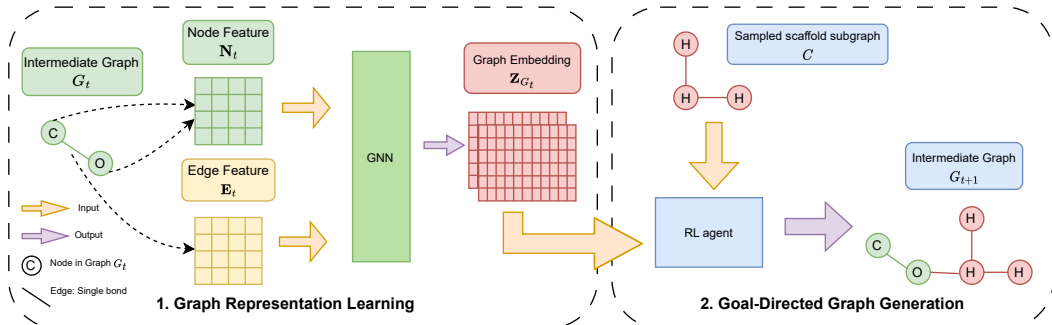 Intermediate Graph
G_t
Node Feature
N_t
C
O
Edge Feature
E_t
GNN
Graph Embedding
Z_{G_t}
Input
Output
C
Node in Graph G_t
Edge: Single bond
1. Graph Representation Learning
Sampled scaffold subgraph
C
H
H
H
RL agent
Intermediate Graph
G_{t+1}
H
C
O
H
H
2. Goal-Directed Graph Generation